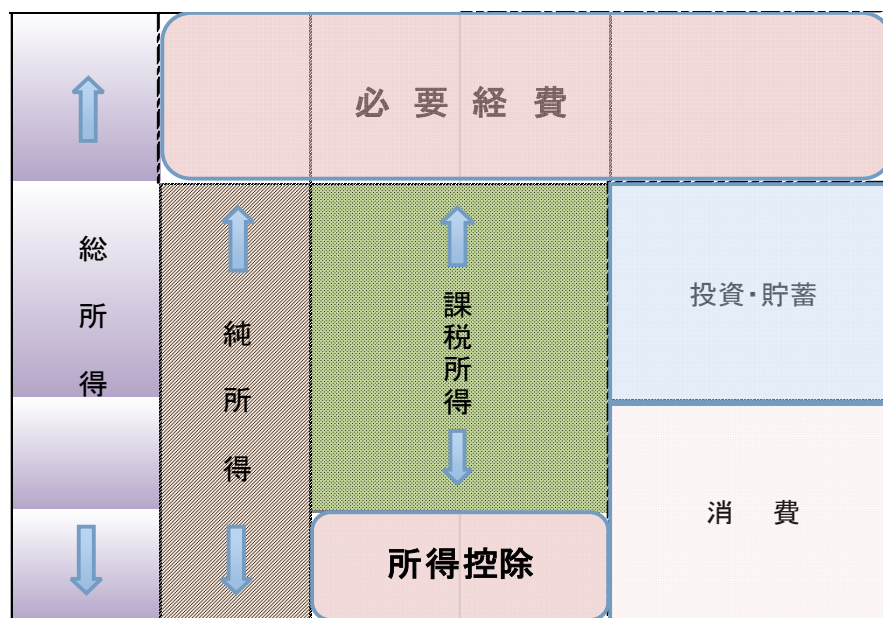 必要経費
総所得
純所得
課税所得
投資・貯蓄
消費
所得控除